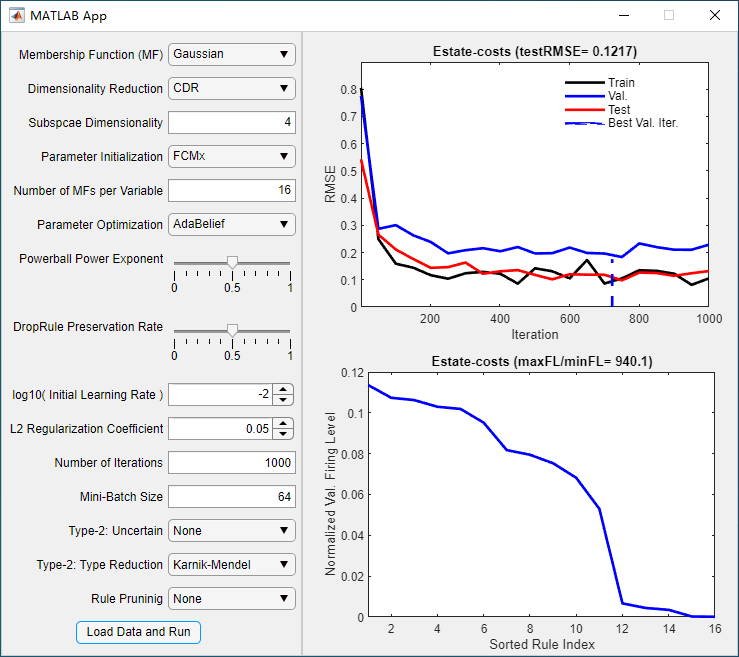 MATLAB App
Membership Function (MF) Gaussian
Dimensionality Reduction CDR
Subspcae Dimensionality 4
Parameter Initialization FCMx
Number of MFs per Variable 16
Parameter Optimization AdaBelief
Powerball Power Exponent
0 0.5 1
DropRule Preservation Rate
0 0.5 1
log10( Initial Learning Rate ) -2
L2 Regularization Coefficient 0.05
Number of Iterations 1000
Mini-Batch Size 64
Type-2: Uncertain None
Type-2: Type Reduction Karnik-Mendel
Rule Pruninig None
Load Data and Run
Estate-costs (testRMSE= 0.1217)
Train
Val.
Test
Best Val. Iter.
RMSE
0.8
0.7
0.6
0.5
0.4
0.3
0.2
0.1
0
200 400 600 800 1000
Iteration
Estate-costs (maxFL/minFL= 940.1)
Normalized Val. Firing Level
0.12
0.1
0.08
0.06
0.04
0.02
0
2 4 6 8 10 12 14 16
Sorted Rule Index